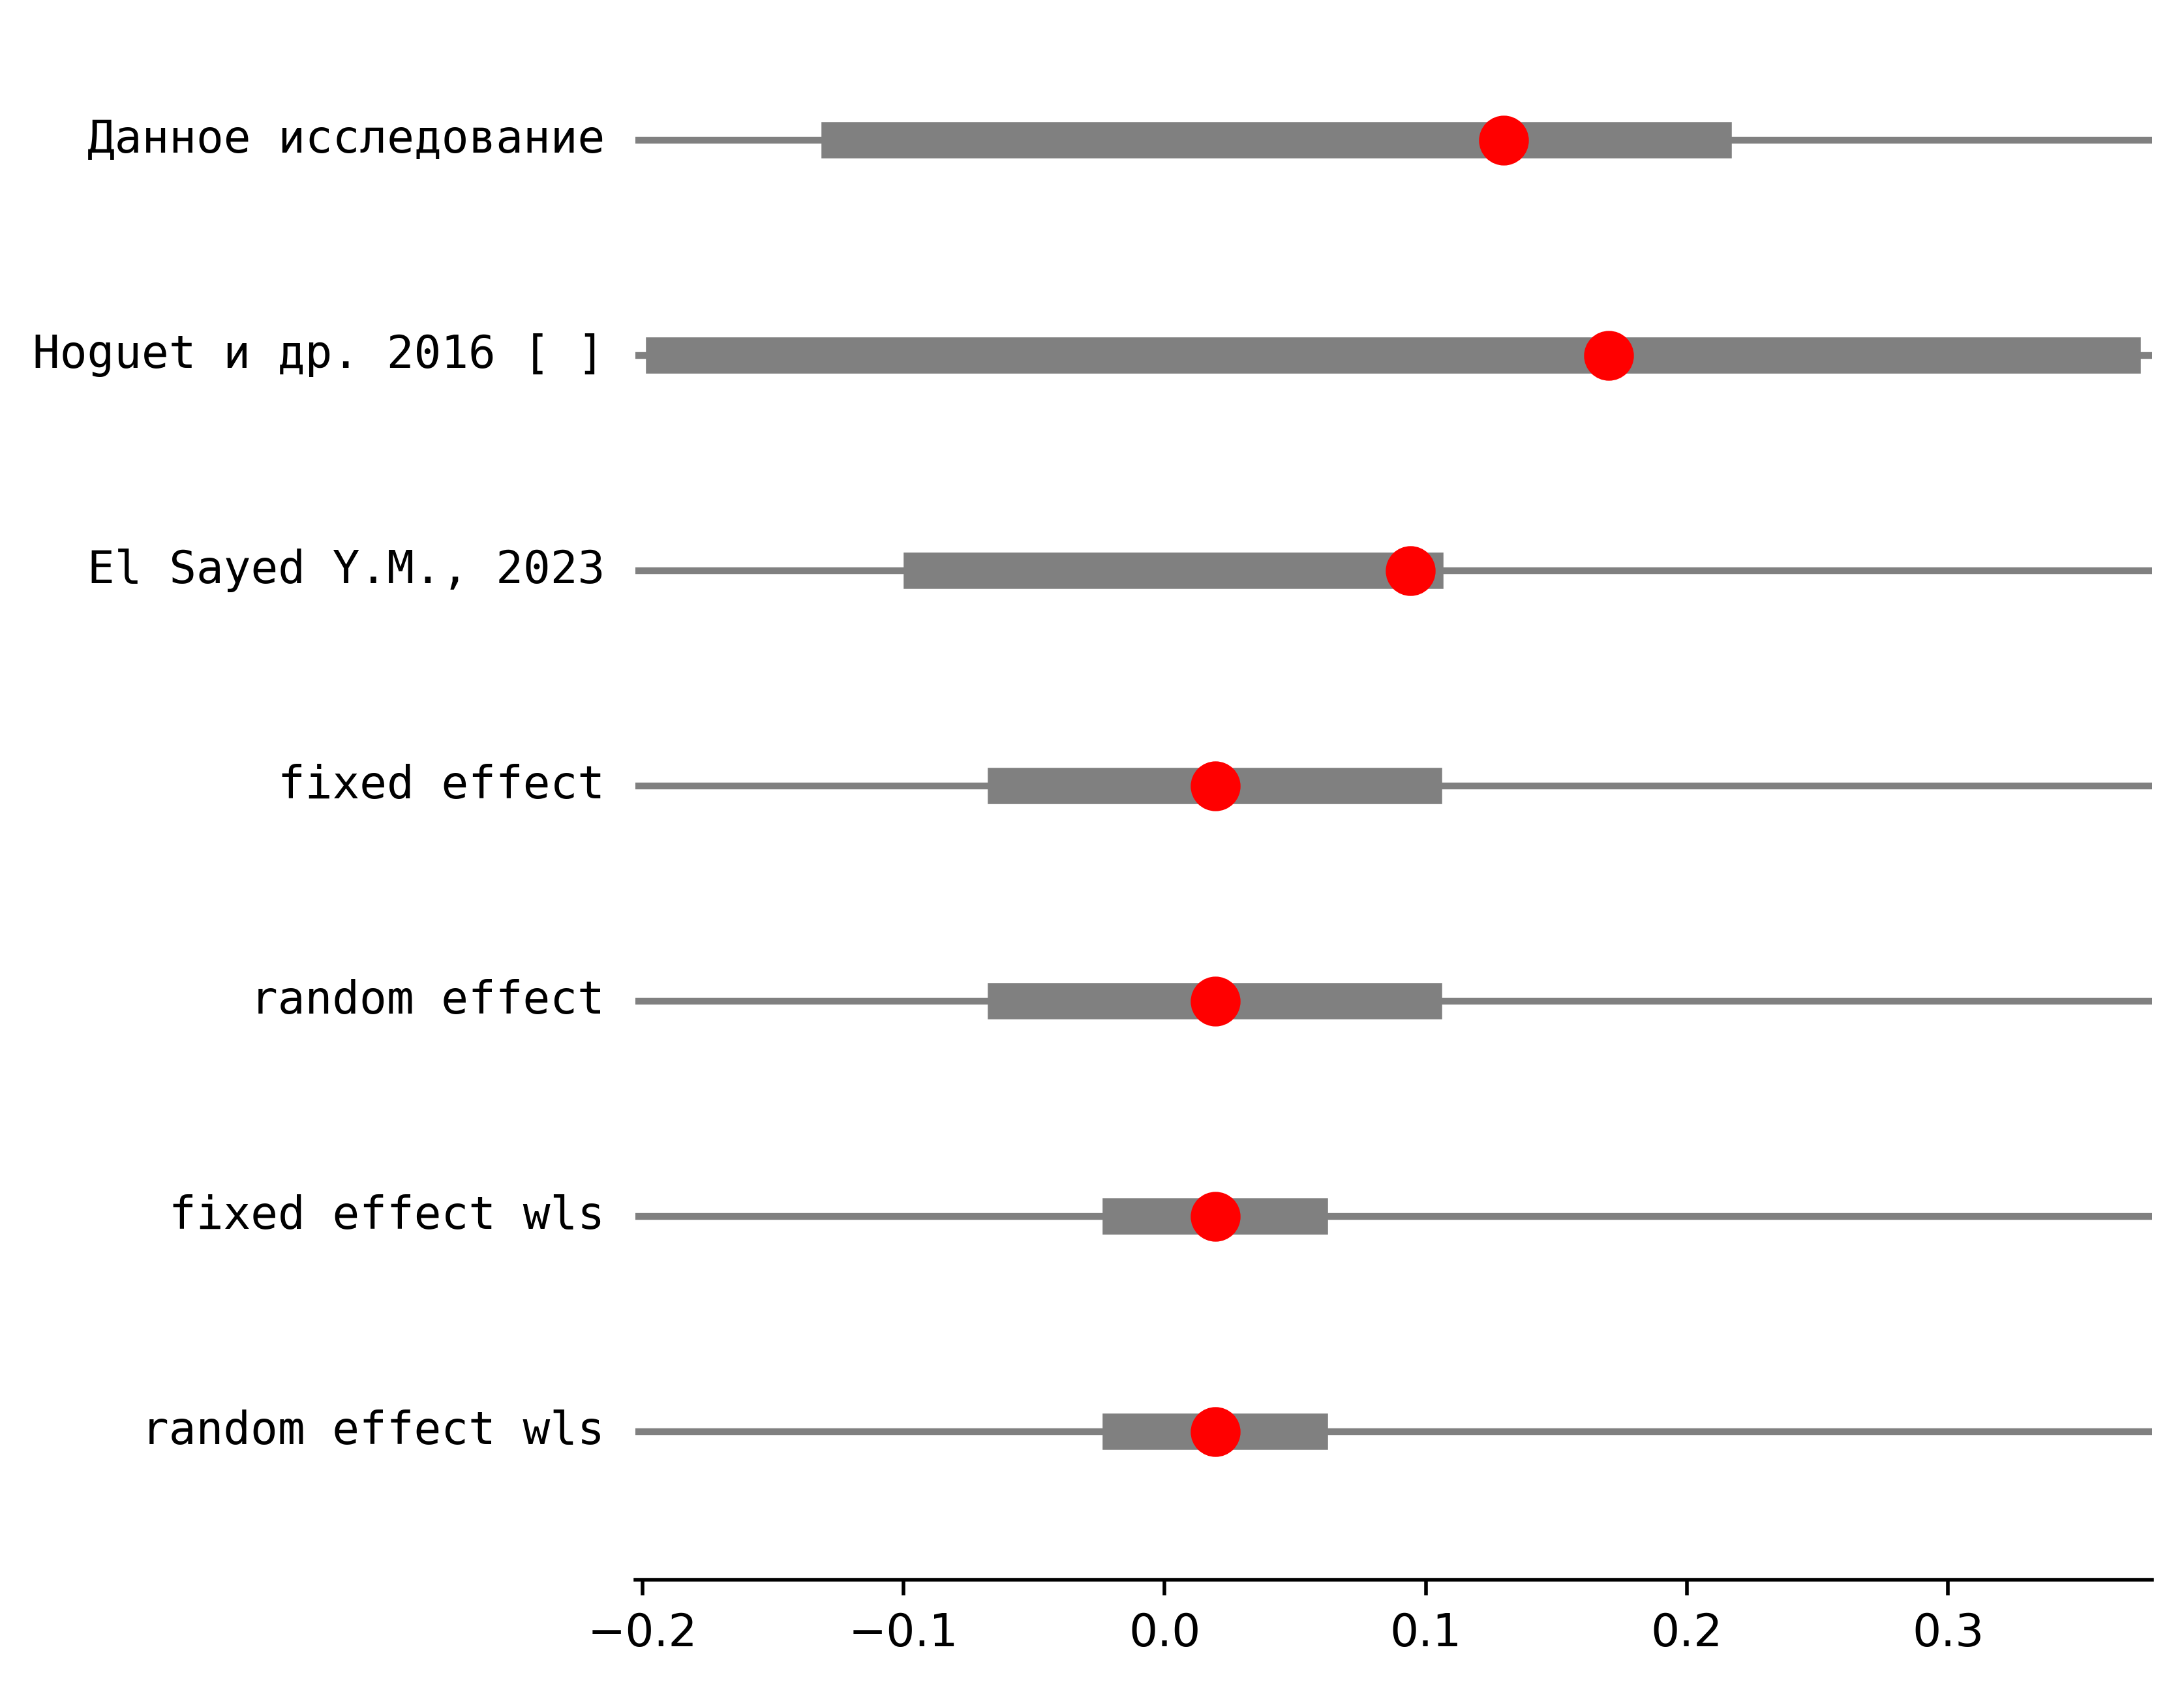 Данное исследование
Hoguet и др. 2016 [ ]
El Sayed Y.M., 2023
fixed effect
random effect
fixed effect wls
random effect wls
−0.2 −0.1 0.0 0.1 0.2 0.3